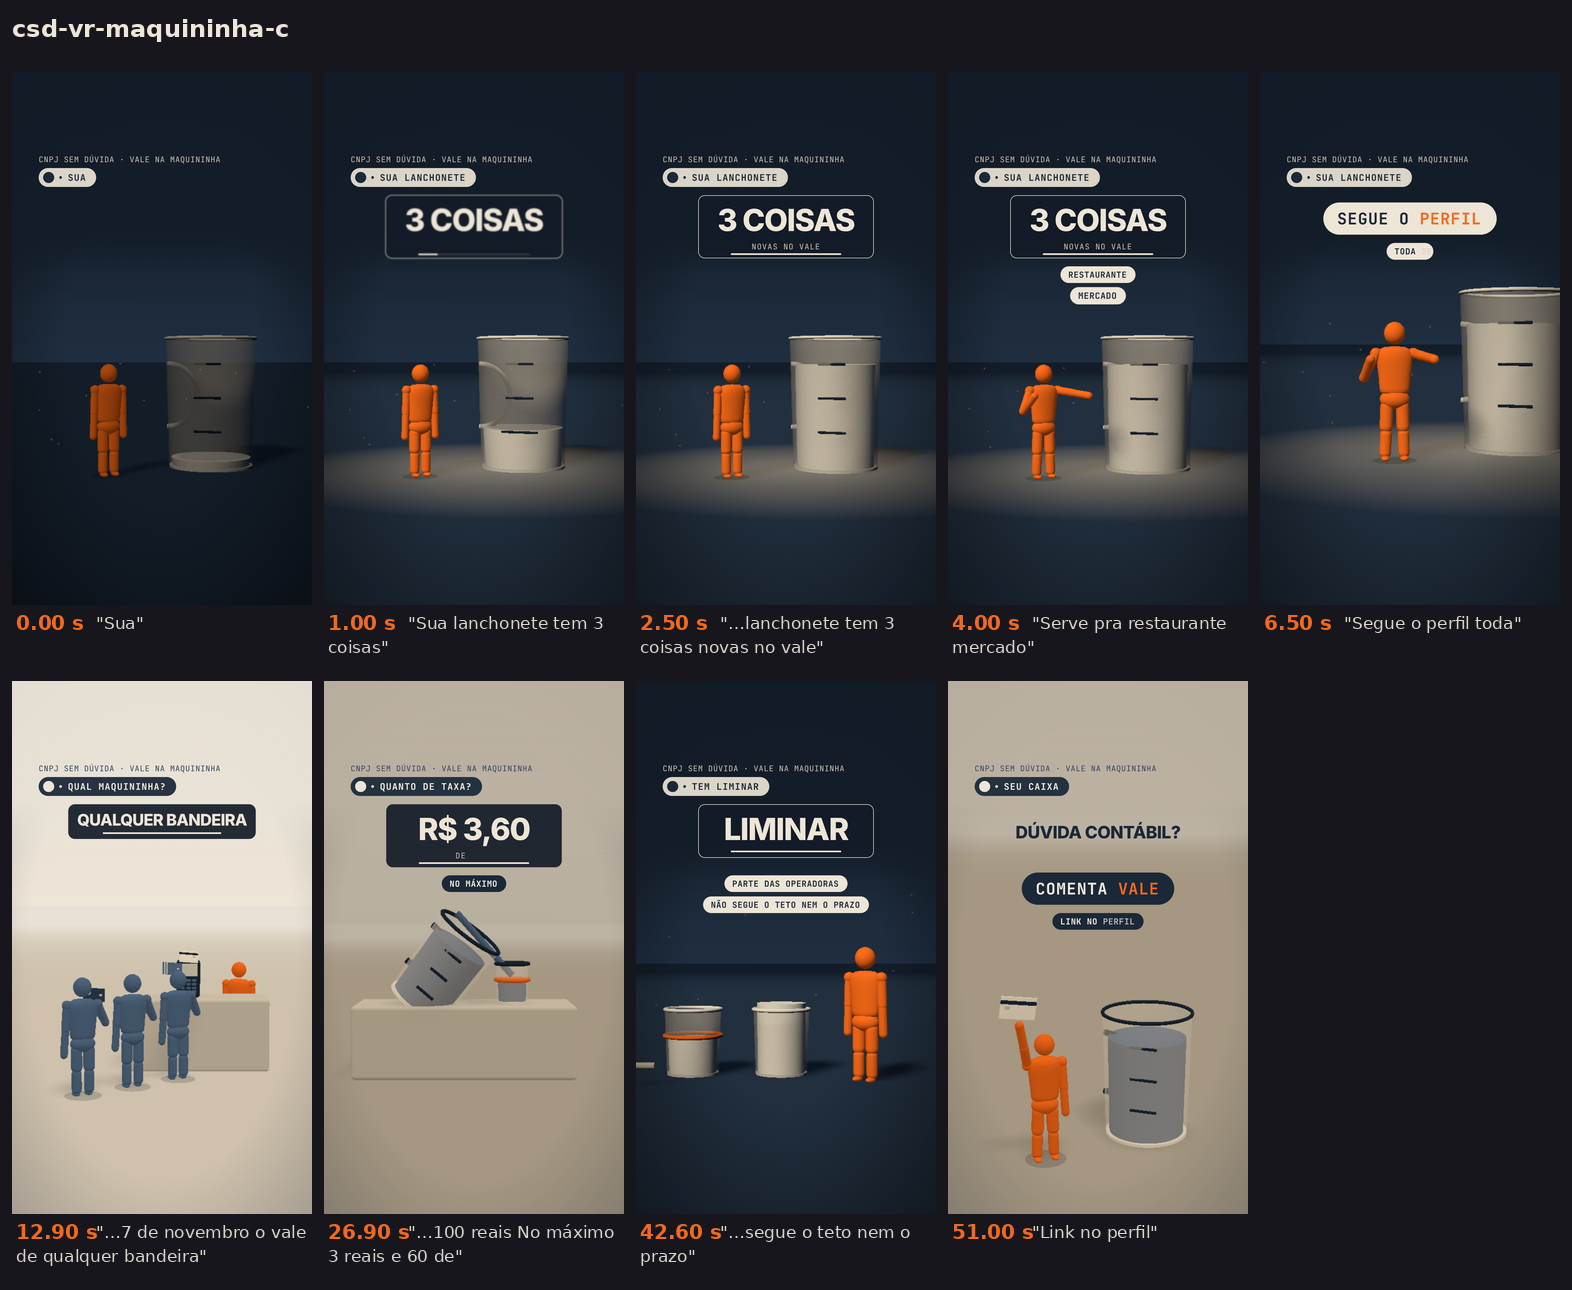 csd-vr-maquininha-c
CNPJ SEM DÚVIDA · VALE NA MAQUININHA
• SUA
0.00 s "Sua"
CNPJ SEM DÚVIDA · VALE NA MAQUININHA
• SUA LANCHONETE
3 COISAS
1.00 s "Sua lanchonete tem 3
coisas"
CNPJ SEM DÚVIDA · VALE NA MAQUININHA
• SUA LANCHONETE
3 COISAS
NOVAS NO VALE
2.50 s "...lanchonete tem 3
coisas novas no vale"
CNPJ SEM DÚVIDA · VALE NA MAQUININHA
• SUA LANCHONETE
3 COISAS
NOVAS NO VALE
RESTAURANTE
MERCADO
4.00 s "Serve pra restaurante
mercado"
CNPJ SEM DÚVIDA · VALE NA MAQUININHA
• SUA LANCHONETE
SEGUE O PERFIL
TODA
6.50 s "Segue o perfil toda"
CNPJ SEM DÚVIDA · VALE NA MAQUININHA
• QUAL MAQUININHA?
QUALQUER BANDEIRA
12.90 s "...7 de novembro o vale
de qualquer bandeira"
CNPJ SEM DÚVIDA · VALE NA MAQUININHA
• QUANTO DE TAXA?
R$ 3,60
DE
NO MÁXIMO
26.90 s "...100 reais No máximo
3 reais e 60 de"
CNPJ SEM DÚVIDA · VALE NA MAQUININHA
• TEM LIMINAR
LIMINAR
PARTE DAS OPERADORAS
NÃO SEGUE O TETO NEM O PRAZO
42.60 s "...segue o teto nem o
prazo"
CNPJ SEM DÚVIDA · VALE NA MAQUININHA
• SEU CAIXA
DÚVIDA CONTÁBIL?
COMENTA VALE
LINK NO PERFIL
51.00 s "Link no perfil"